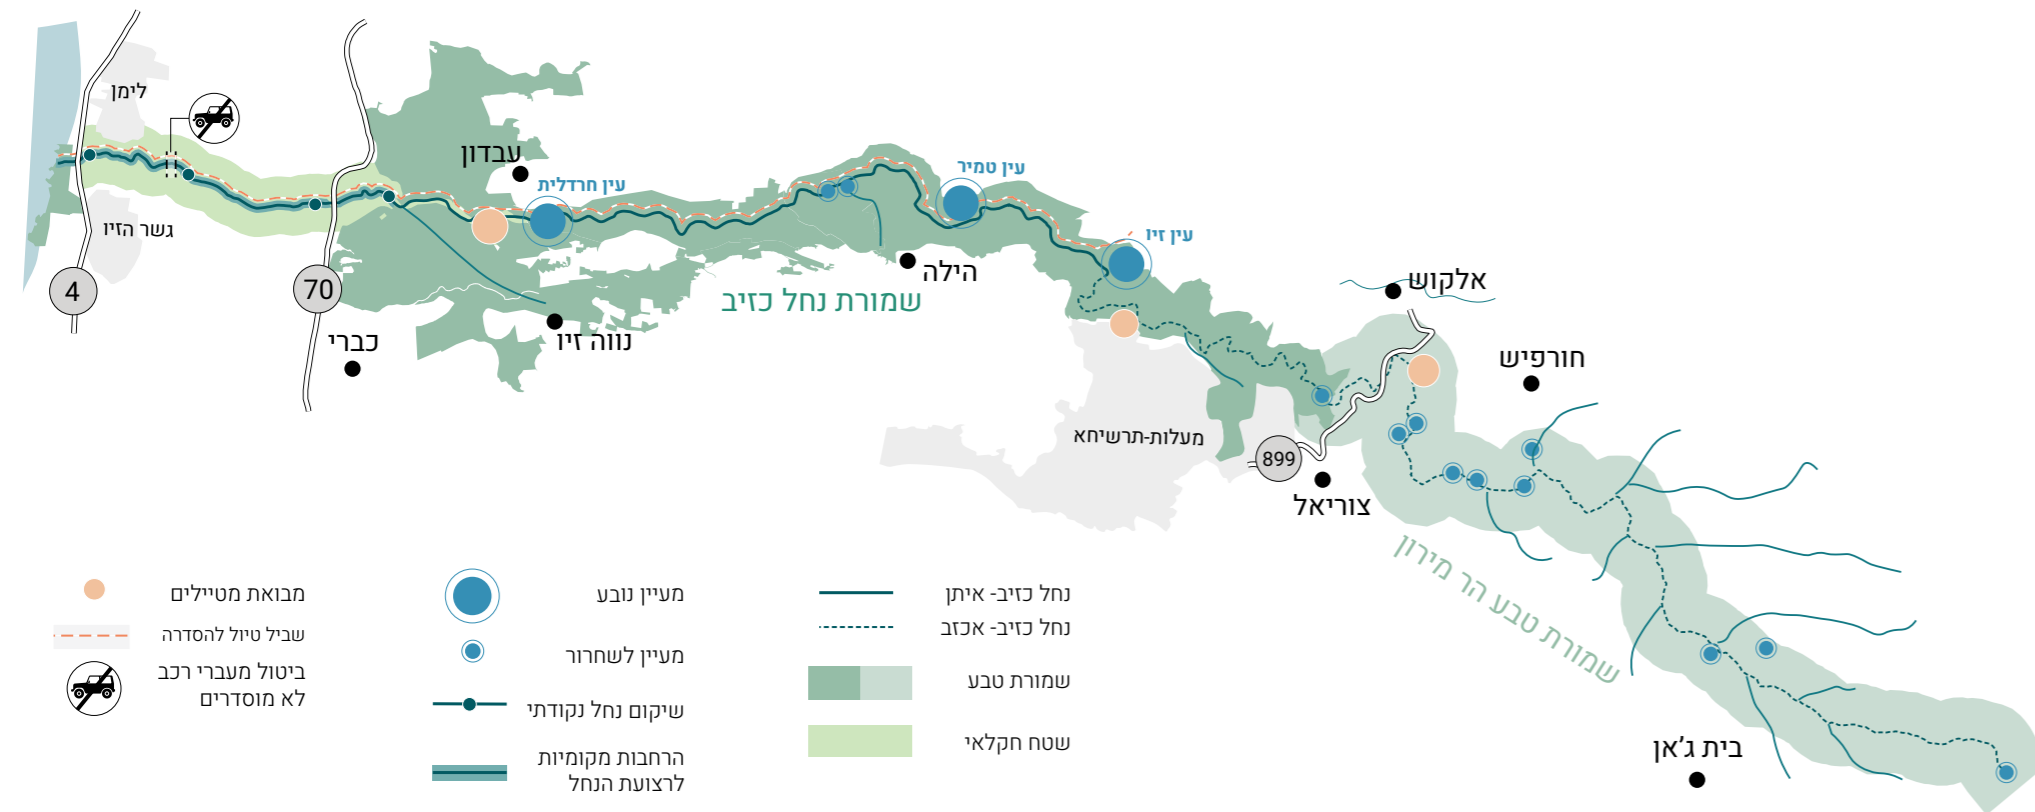 לימן
גשר הזיו
4
70
עבדון
עין חרדלית
כברי
נווה זיו
שמורת נחל כזיב
הילה
עין טמיר
עין זיו
מעלות-תרשיחא
899
צוריאל
אלקוש
חורפיש
שמורת טבע הר מירון
בית ג'אן
נחל כזיב- איתן
נחל כזיב- אכזב
שמורת טבע
שטח חקלאי
מעיין נובע
מעיין לשחרור
שיקום נחל נקודתי
הרחבות מקומיות
לרצועת הנחל
מבואת מטיילים
שביל טיול להסדרה
ביטול מעברי רכב
לא מוסדרים